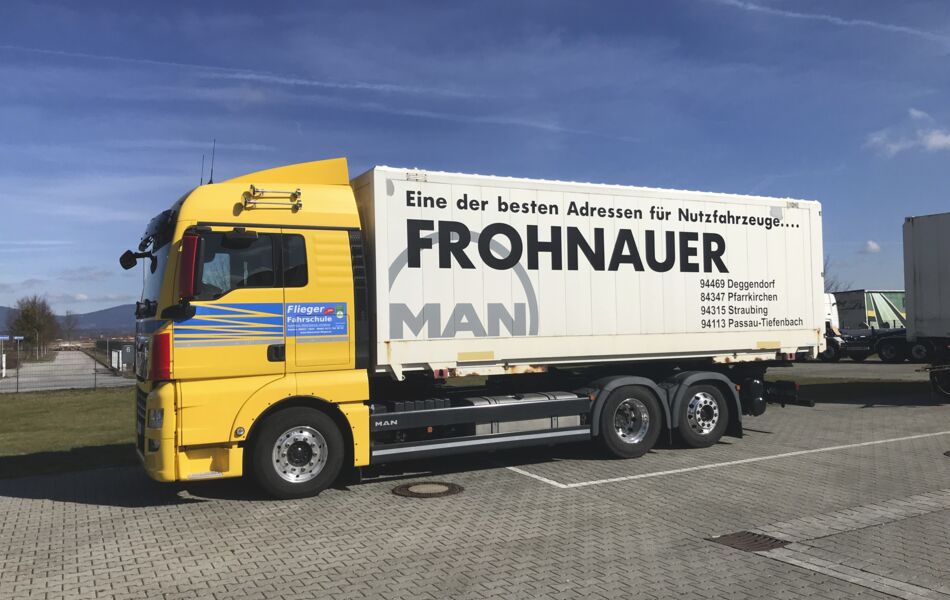 Eine der besten Adressen für Nutzfahrzeuge....
FROHNAUER
MAN
94469 Deggendorf
84347 Pfarrkirchen
94315 Straubing
94113 Passau-Tiefenbach
Flieger
Fahrschule
MAN